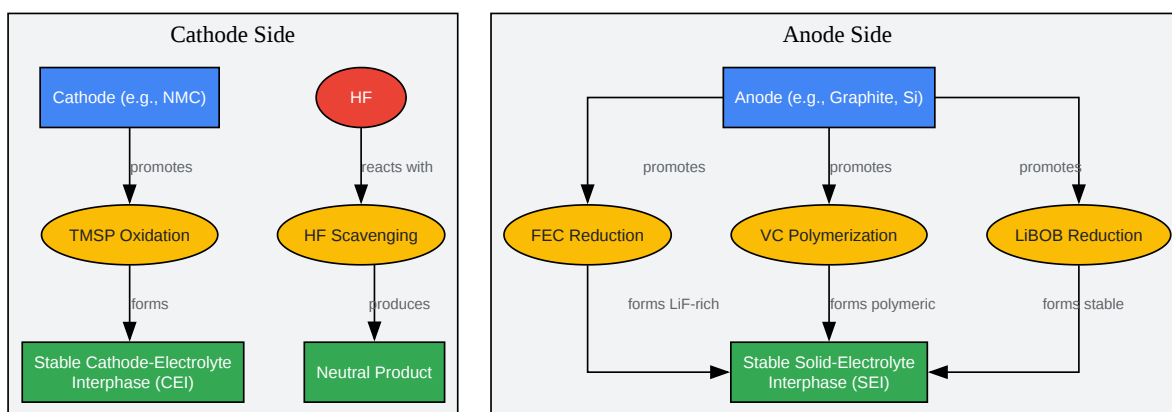 Cathode Side
Cathode (e.g., NMC)
HF
promotes
reacts with
TMSP Oxidation
HF Scavenging
forms
produces
Stable Cathode-Electrolyte
Interphase (CEI)
Neutral Product
Anode Side
Anode (e.g., Graphite, Si)
promotes
promotes
promotes
FEC Reduction
VC Polymerization
LiBOB Reduction
forms LiF-rich
forms polymeric
forms stable
Stable Solid-Electrolyte
Interphase (SEI)